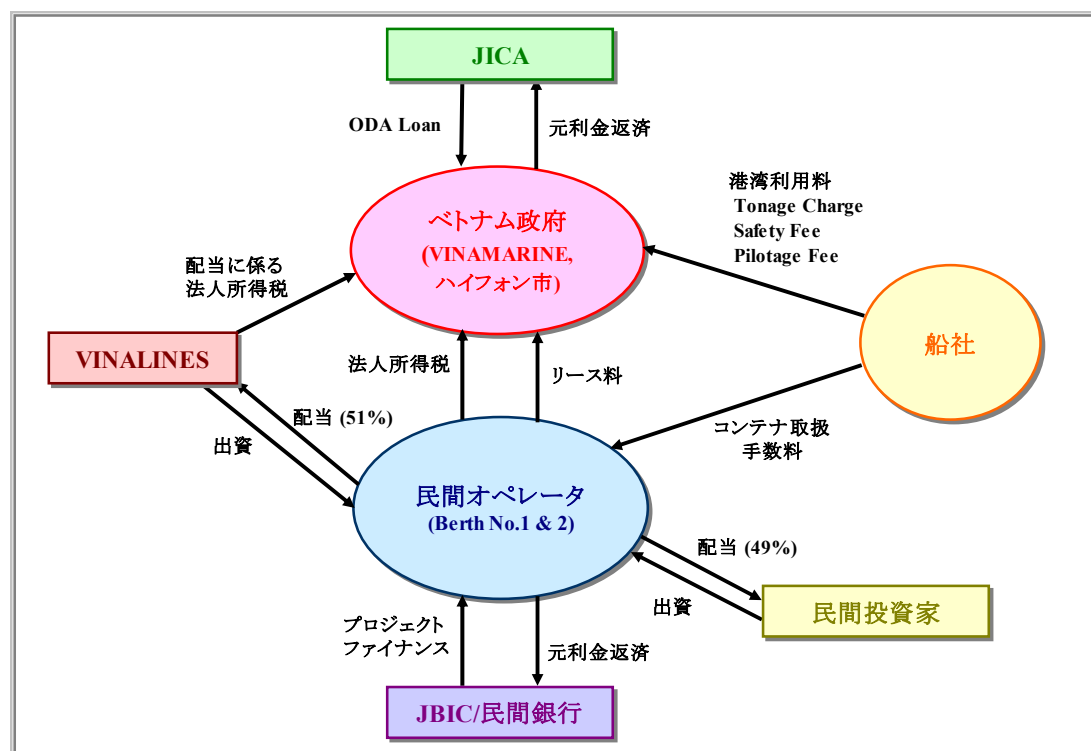 JICA
ODA Loan
元利金返済
港湾利用料
Tonage Charge
Safety Fee
Pilotage Fee
ベトナム政府
(VINAMARINE,
ハイフォン市)
配当に係る
法人所得税
船社
VINALINES
法人所得税
リース料
配当 (51%)
出資
コンテナ取扱
手数料
民間オペレータ
(Berth No.1 & 2)
配当 (49%)
出資
民間投資家
プロジェクト
ファイナンス
元利金返済
JBIC/民間銀行